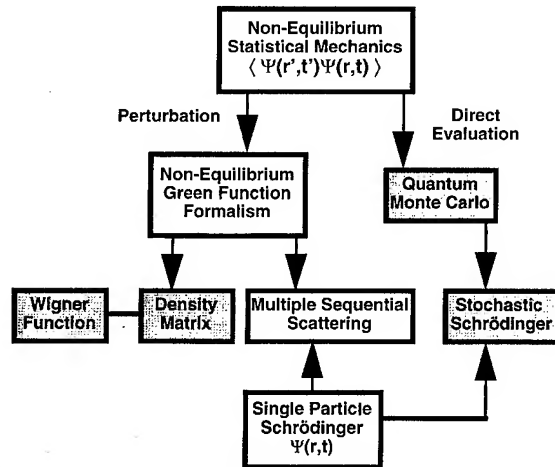 Non-Equilibrium
Statistical Mechanics
⟨ Ψ(r',t')Ψ(r,t) ⟩
Perturbation
Direct
Evaluation
Non-Equilibrium
Green Function
Formalism
Quantum
Monte Carlo
Wigner
Function
Density
Matrix
Multiple Sequential
Scattering
Stochastic
Schrödinger
Single Particle
Schrödinger
Ψ(r,t)